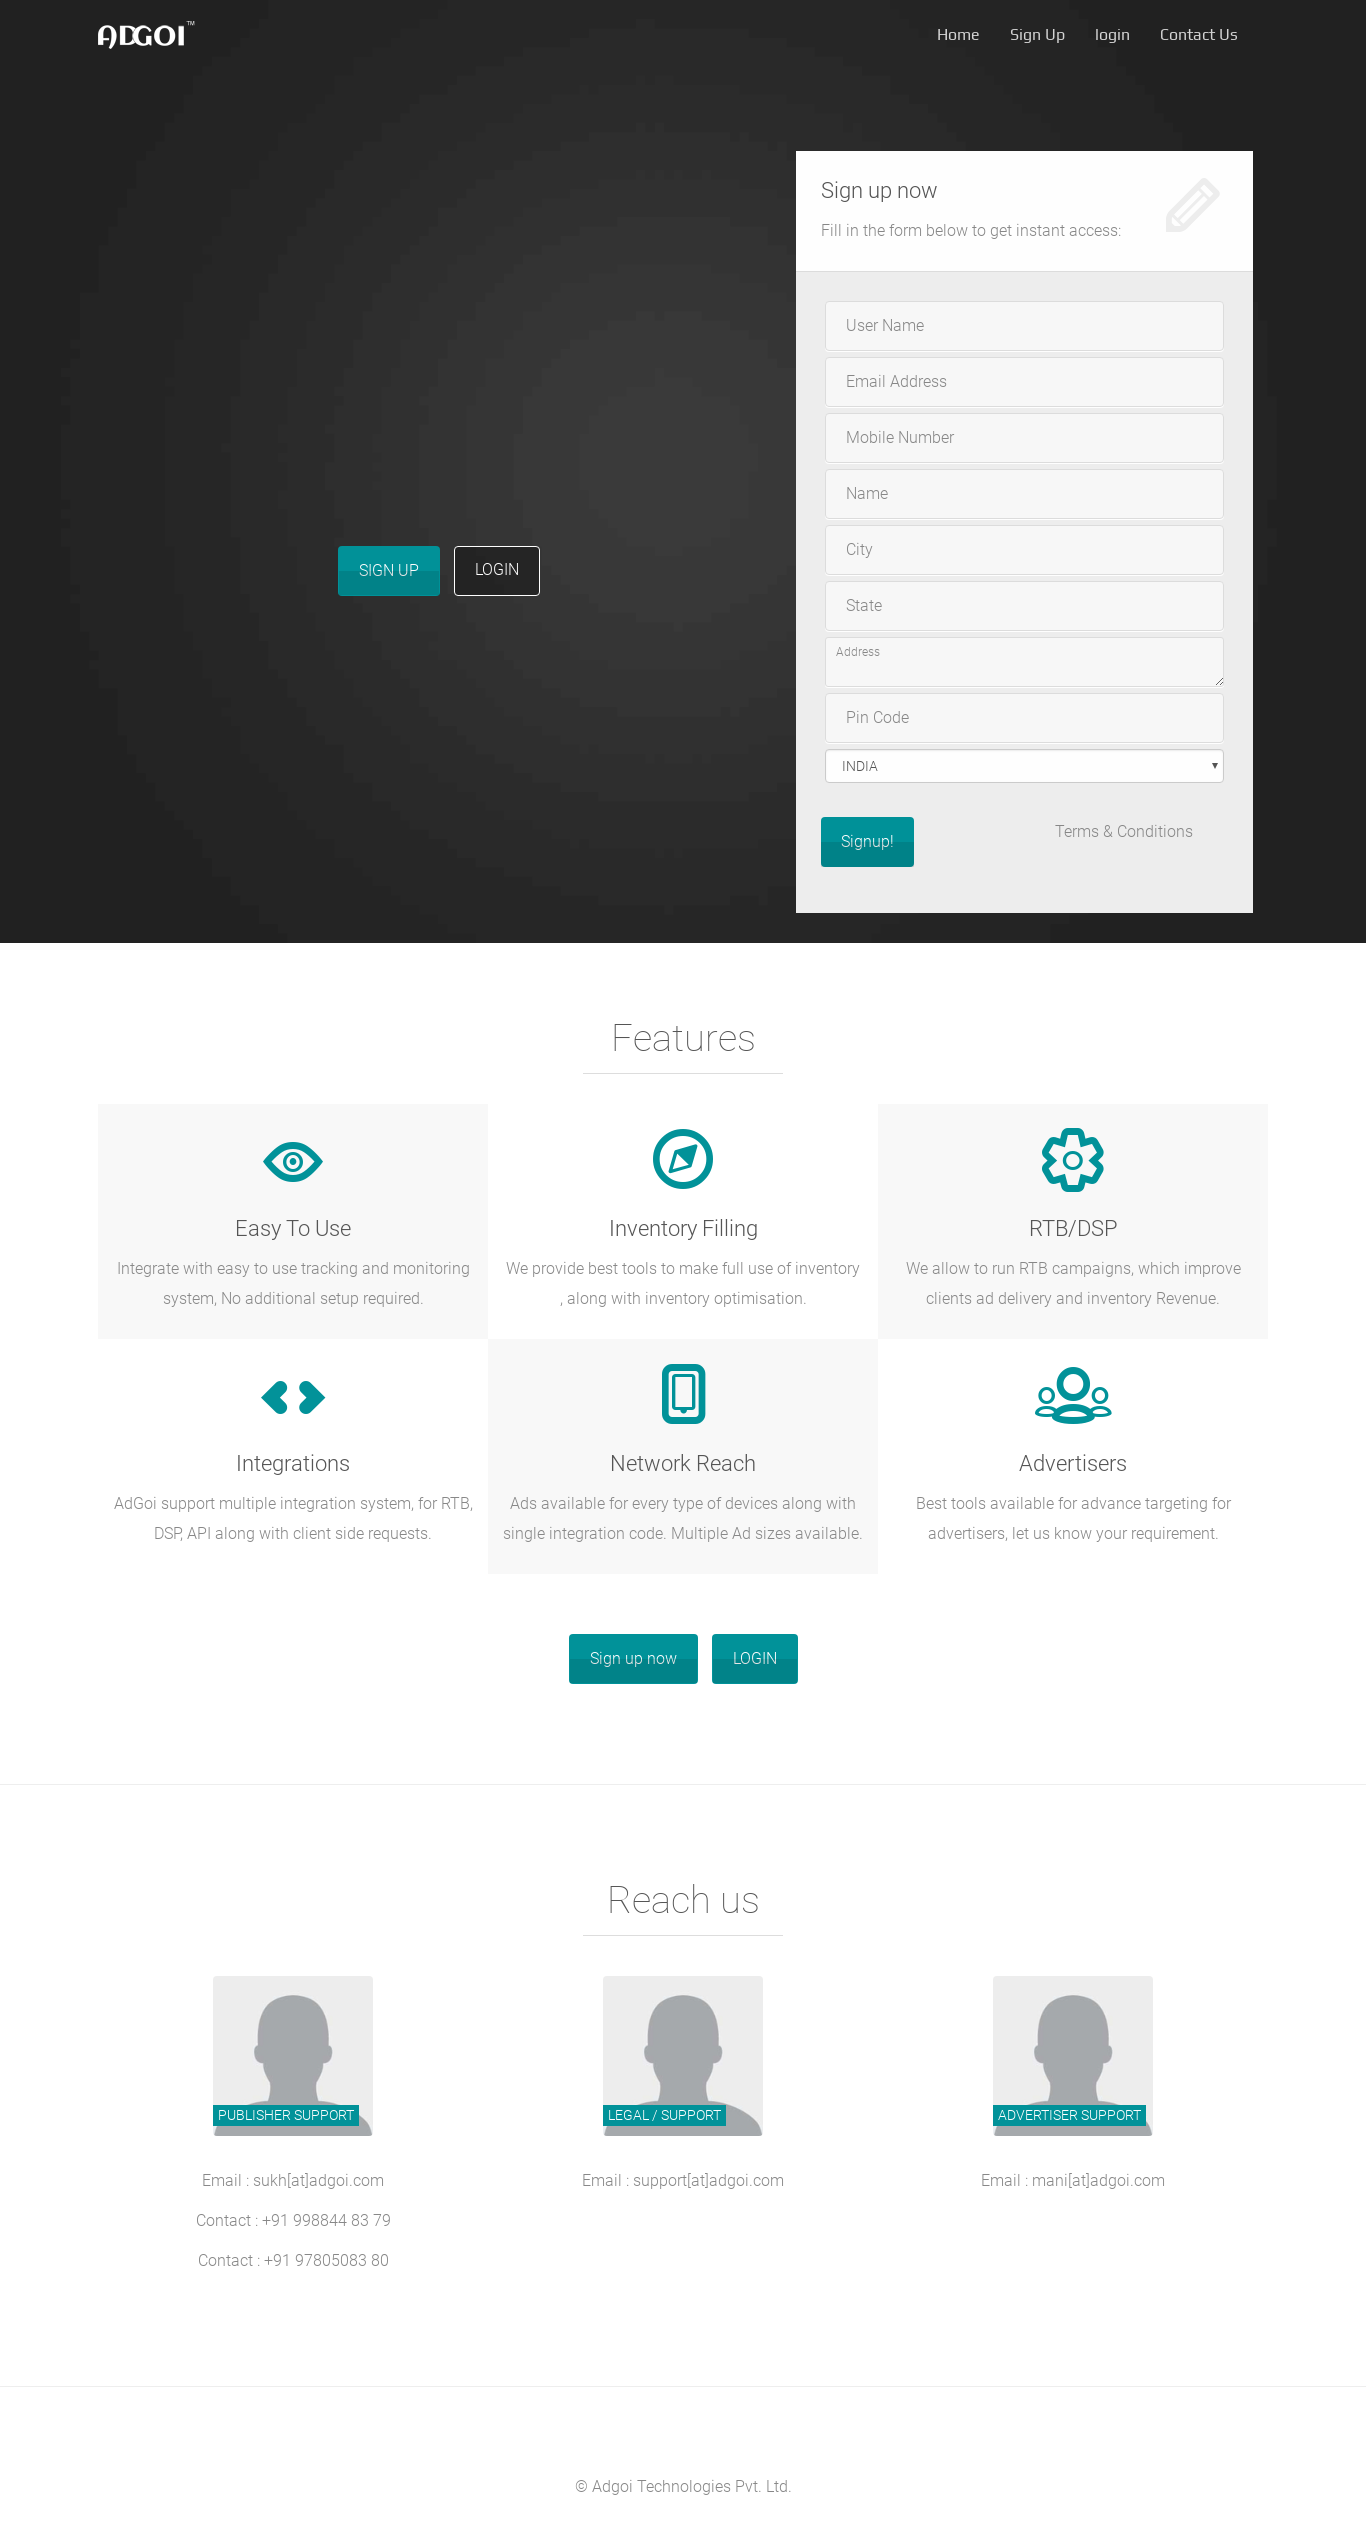 ADGOI™
Home Sign Up login Contact Us
Sign up now
Fill in the form below to get instant access:
User Name
Email Address
Mobile Number
Name
City
State
Address
Pin Code
INDIA
SIGN UP LOGIN
Signup! Terms & Conditions
Features
Easy To Use
Integrate with easy to use tracking and monitoring
system, No additional setup required.
Inventory Filling
We provide best tools to make full use of inventory
, along with inventory optimisation.
RTB/DSP
We allow to run RTB campaigns, which improve
clients ad delivery and inventory Revenue.
Integrations
AdGoi support multiple integration system, for RTB,
DSP, API along with client side requests.
Network Reach
Ads available for every type of devices along with
single integration code. Multiple Ad sizes available.
Advertisers
Best tools available for advance targeting for
advertisers, let us know your requirement.
Sign up now LOGIN
Reach us
PUBLISHER SUPPORT
Email : sukh[at]adgoi.com
Contact : +91 998844 83 79
Contact : +91 97805083 80
LEGAL / SUPPORT
Email : support[at]adgoi.com
ADVERTISER SUPPORT
Email : mani[at]adgoi.com
© Adgoi Technologies Pvt. Ltd.